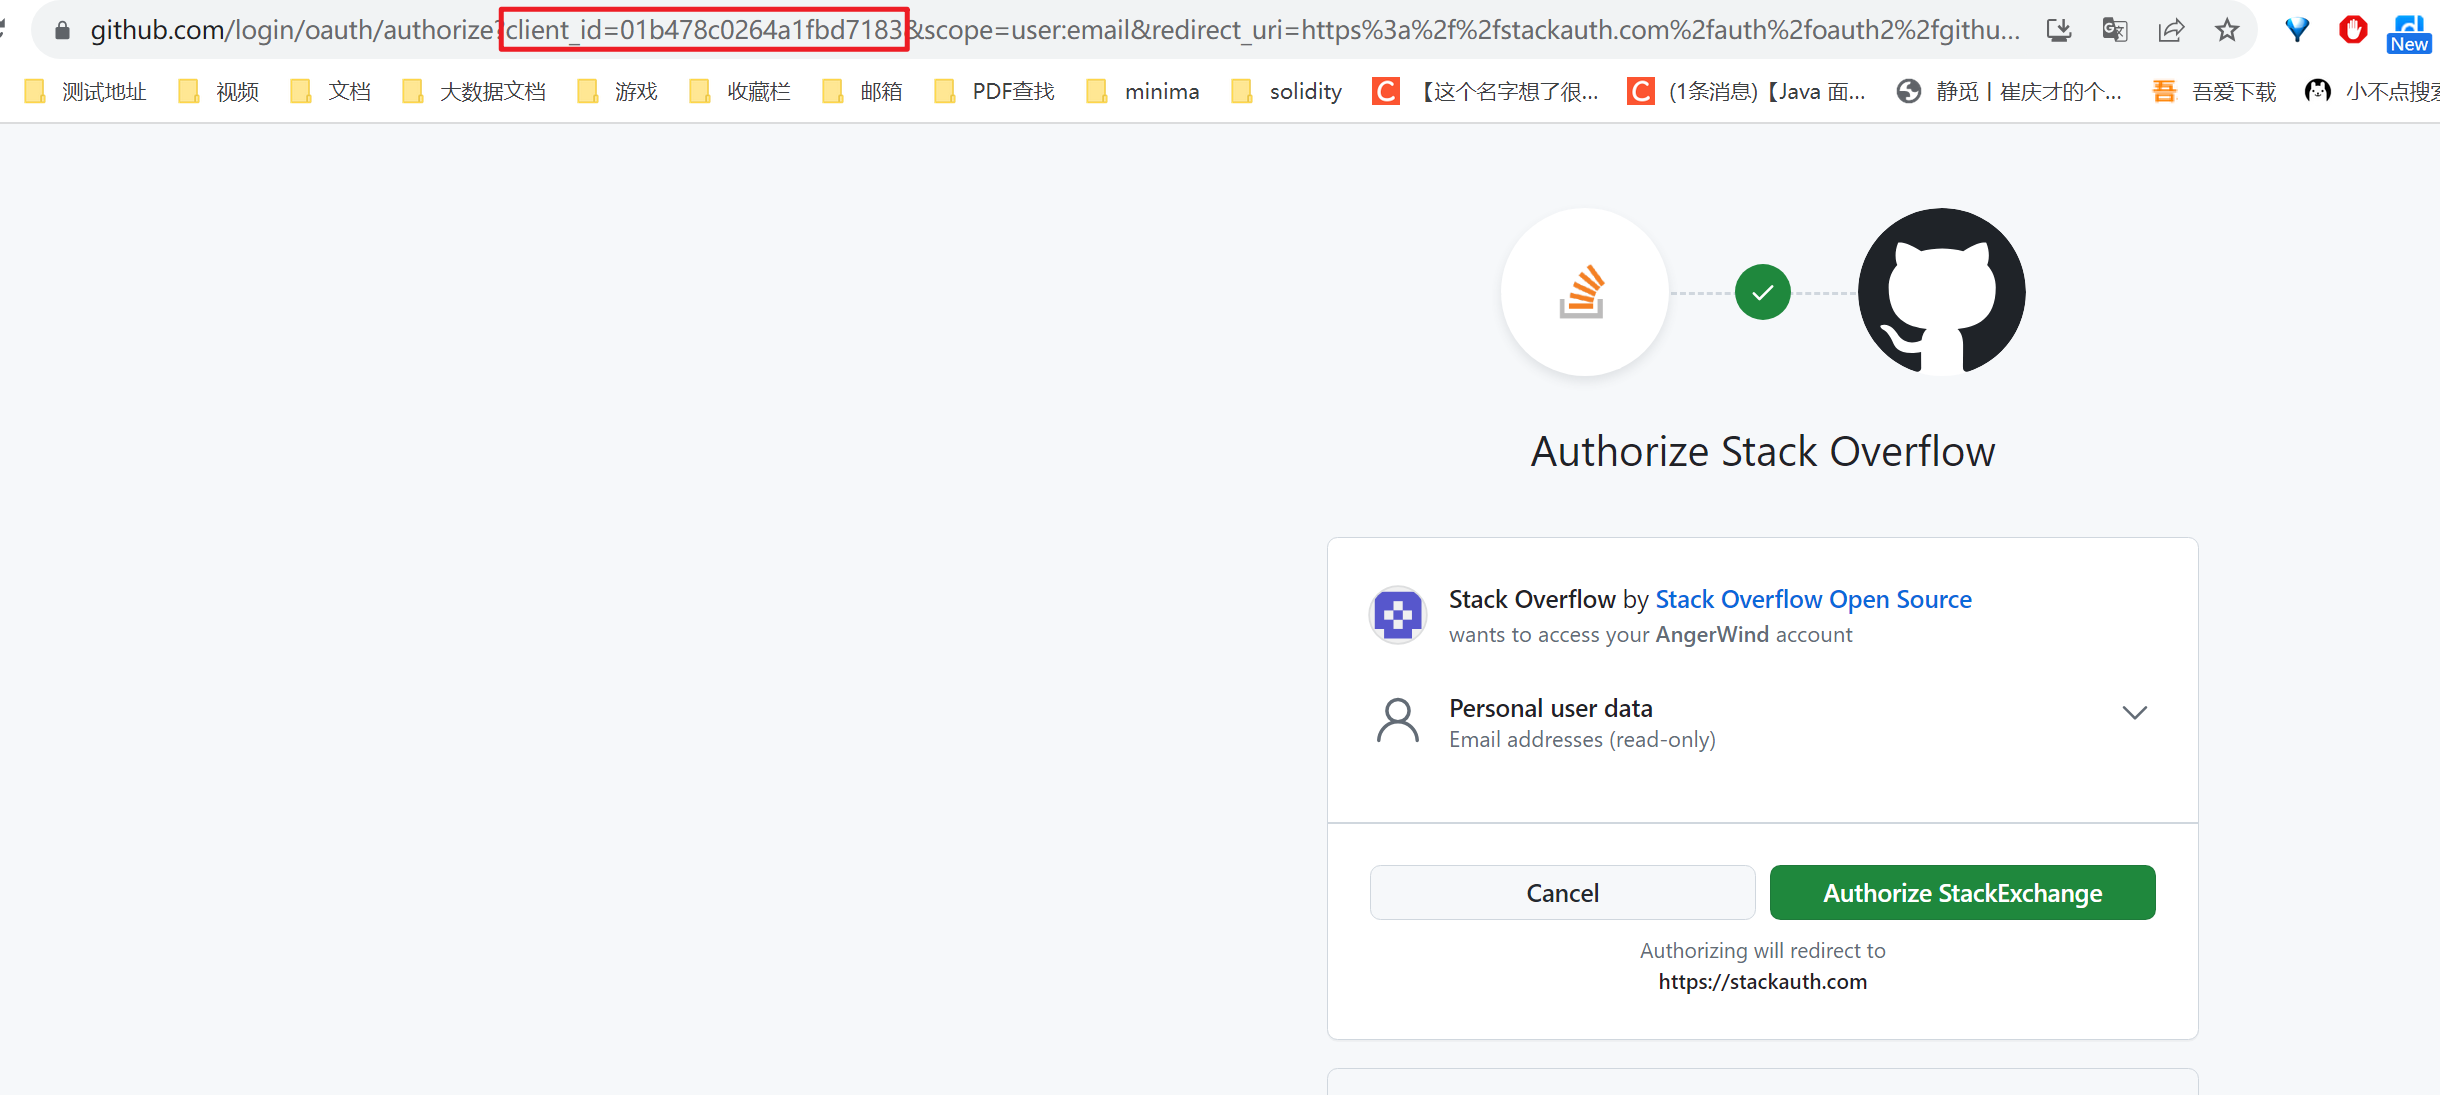 github.com/login/oauth/authorize?client_id=01b478c0264a1fbd7183&scope=user:email&redirect_uri=https%3a%2f%2fstackauth.com%2fauth%2foauth2%2fgithu...
New
测试地址 视频 文档 大数据文档 游戏 收藏栏 邮箱 PDF查找 minima solidity 【这个名字想了很... (1条消息)【Java 面... 静觅丨崔庆才的个... 吾爱下载 小不点搜索
Authorize Stack Overflow
Stack Overflow by Stack Overflow Open Source
wants to access your AngerWind account
Personal user data
Email addresses (read-only)
Cancel Authorize StackExchange
Authorizing will redirect to
https://stackauth.com